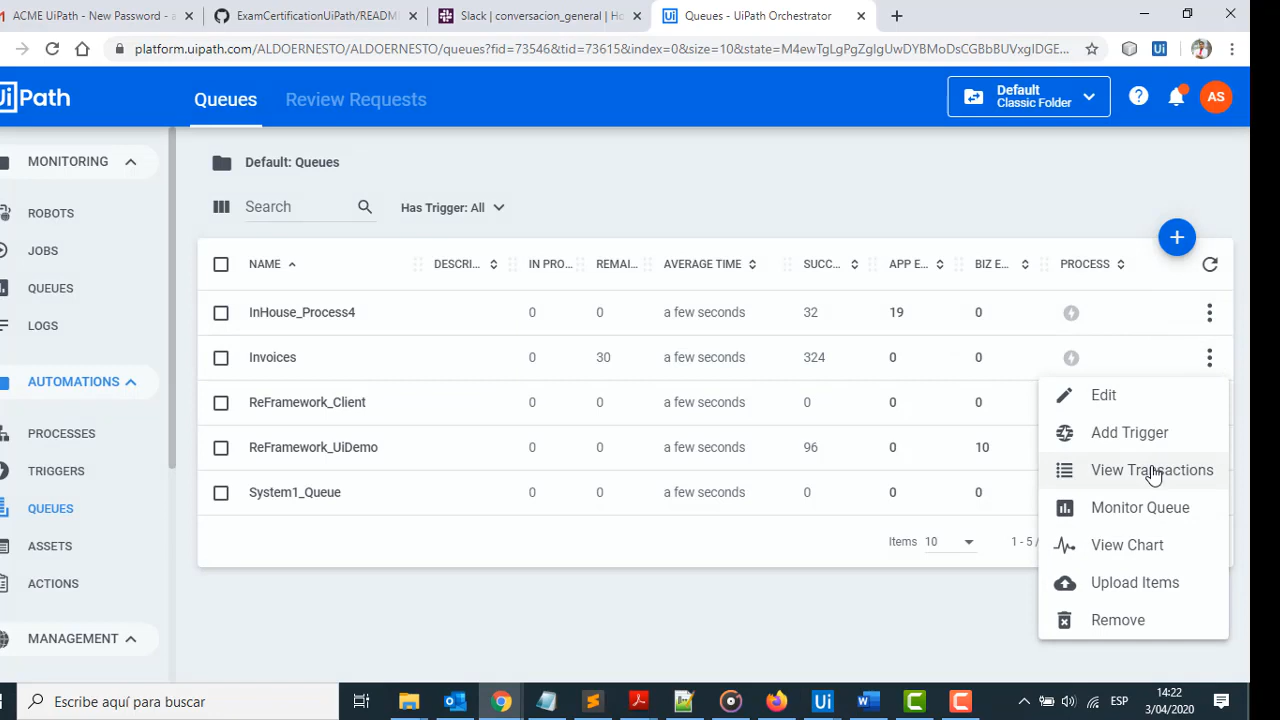 ACME UiPath - New Password - a
ExamCertificationUiPath/READM
Slack | conversacion_general | Ho
Queues - UiPath Orchestrator
platform.uipath.com/ALDOERNESTO/ALDOERNESTO/queues?fid=73546&tid=73615&index=0&size=10&state=M4ewTgLgPgZglgUwDYBMoDsCGBbBUVxgIDGE...
UiPath
Queues
Review Requests
Default
Classic Folder
AS
MONITORING
Default: Queues
Search
Has Trigger: All
ROBOTS
JOBS
QUEUES
LOGS
AUTOMATIONS
PROCESSES
TRIGGERS
QUEUES
ASSETS
ACTIONS
MANAGEMENT
NAME DESCRI... IN PRO... REMAI... AVERAGE TIME SUCC... APP E... BIZ E... PROCESS
InHouse_Process4 0 0 a few seconds 32 19 0
Invoices 0 30 a few seconds 324 0 0
ReFramework_Client 0 0 a few seconds 0 0 0
ReFramework_UiDemo 0 0 a few seconds 96 0 10
System1_Queue 0 0 a few seconds 0 0 0
Items 10 1 - 5 /
Edit
Add Trigger
View Transactions
Monitor Queue
View Chart
Upload Items
Remove
Escribe aquí para buscar
ESP
14:22
3/04/2020